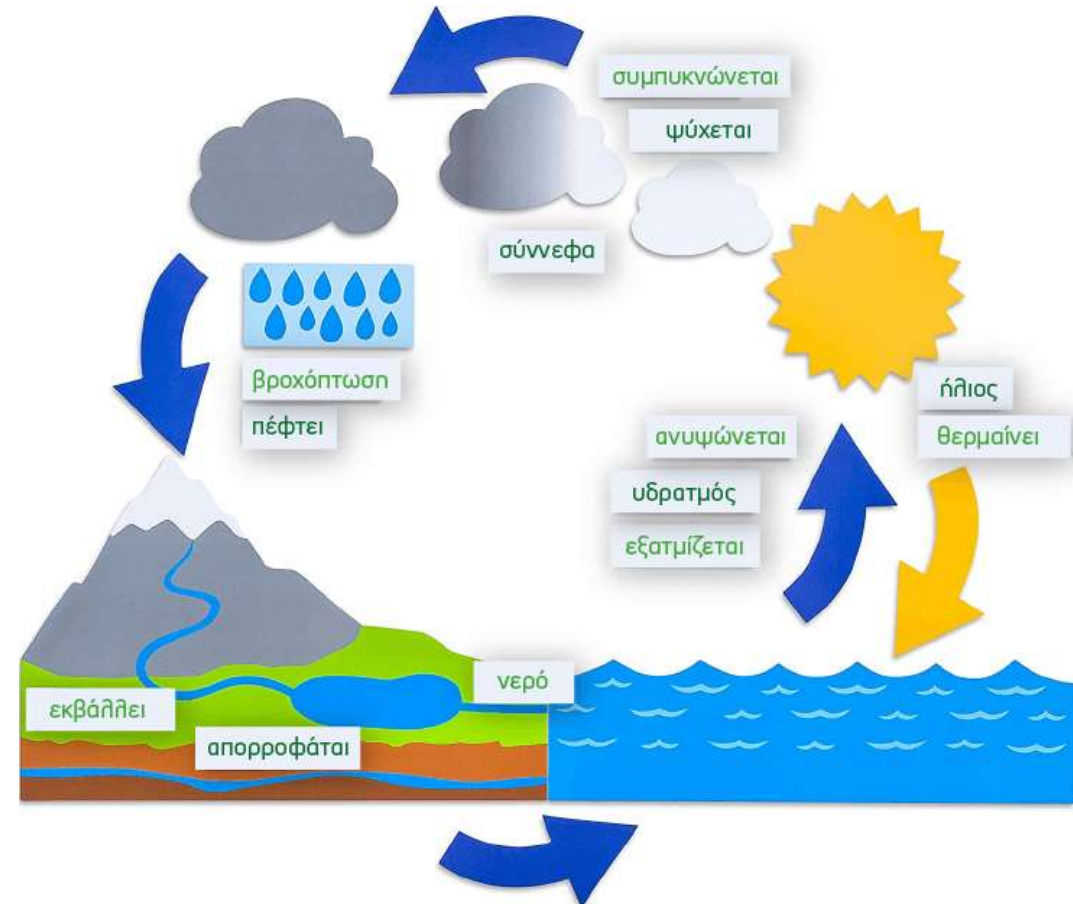 συμπυκνώνεται
ψύχεται
σύννεφα
βροχόπτωση
πέφτει
ήλιος
θερμαίνει
ανυψώνεται
υδρατμός
εξατμίζεται
νερό
εκβάλλει
απορροφάται